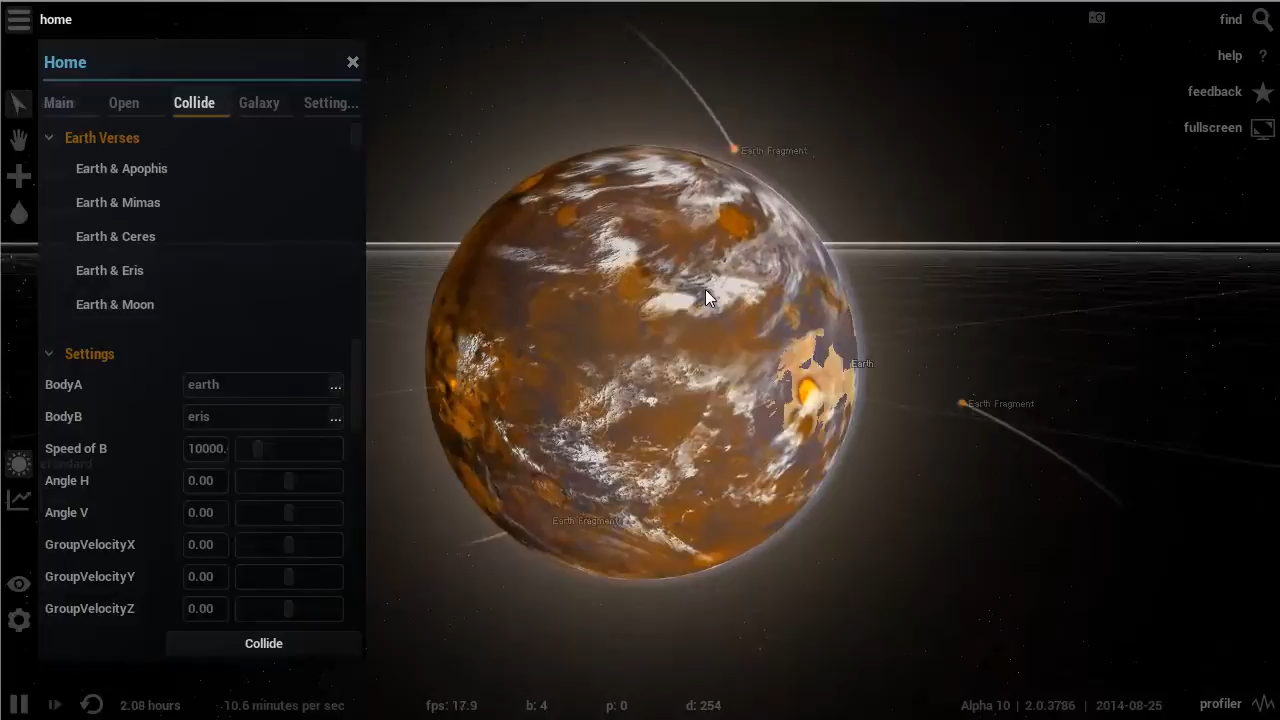 home
find
Home
help
feedback
fullscreen
Main Open Collide Galaxy Setting...
Earth Verses
Earth & Apophis
Earth & Mimas
Earth & Ceres
Earth & Eris
Earth & Moon
Settings
BodyA earth ...
BodyB eris ...
Speed of B 10000.
standard
Angle H 0.00
Angle V 0.00
GroupVelocityX 0.00
GroupVelocityY 0.00
GroupVelocityZ 0.00
Collide
Earth Fragment
Earth
Earth Fragment
Earth Fragment
2.08 hours 10.6 minutes per sec fps: 17.9 b: 4 p: 0 d: 254 Alpha 10 | 2.0.3786 | 2014-08-25 profiler